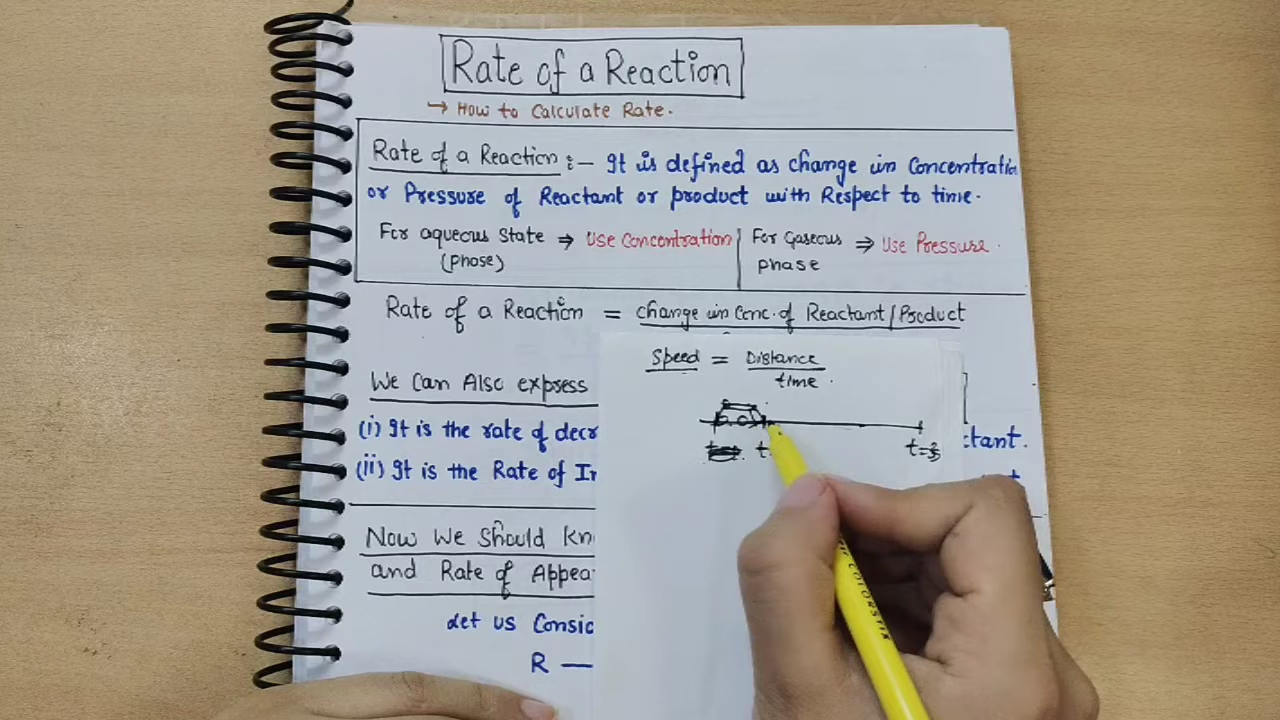 Rate of a Reaction
→ How to Calculate Rate.
Rate of a Reaction :- It is defined as change in Concentration
or Pressure of Reactant or product with Respect to time.
For aqueous State ⇒ Use Concentration
(phase)
For Gaseous ⇒ Use Pressure.
phase
Rate of a Reaction = change in Conc. of Reactant/Product
Speed = Distance
time.
t
t
We Can Also express
(i) It is the rate of decr
ctant.
(ii) It is the Rate of In
Now We Should Kn
and Rate of Appea
Let us Consid
R —
COLORSTIX